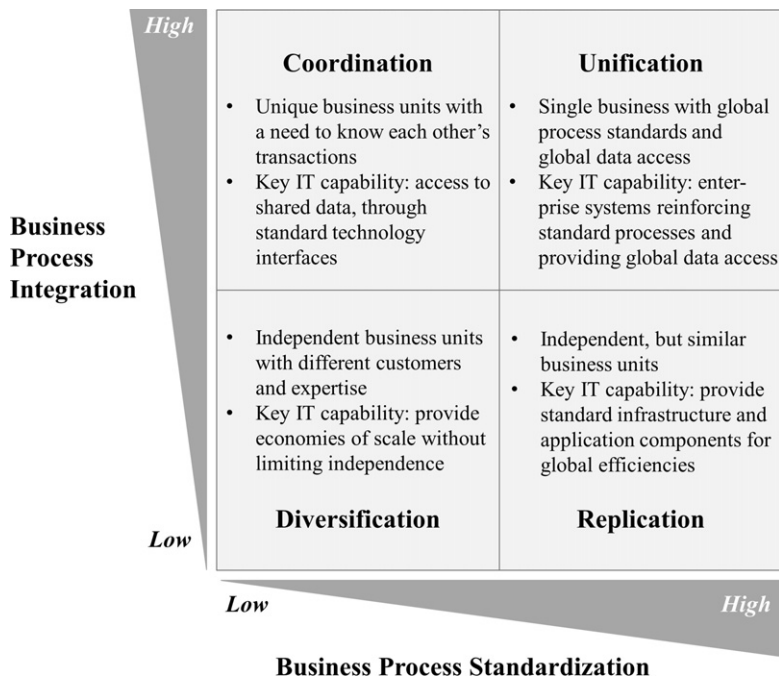 High
Coordination
• Unique business units with
a need to know each other's
transactions
• Key IT capability: access to
shared data, through
standard technology
interfaces
Unification
• Single business with global
process standards and
global data access
• Key IT capability: enter-
prise systems reinforcing
standard processes and
providing global data access
Business
Process
Integration
• Independent business units
with different customers
and expertise
• Key IT capability: provide
economies of scale without
limiting independence
Diversification
• Independent, but similar
business units
• Key IT capability: provide
standard infrastructure and
application components for
global efficiencies
Replication
Low
Low
High
Business Process Standardization